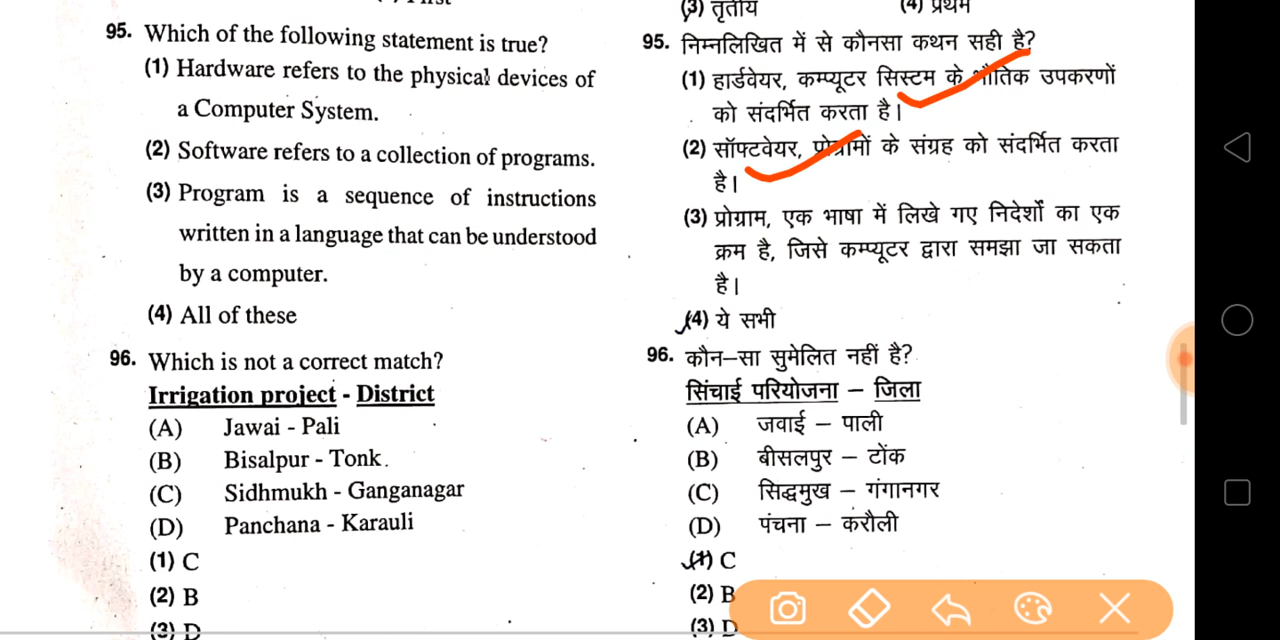 95. Which of the following statement is true?
(1) Hardware refers to the physical devices of
a Computer System.
(2) Software refers to a collection of programs.
(3) Program is a sequence of instructions
written in a language that can be understood
by a computer.
(4) All of these
96. Which is not a correct match?
Irrigation project - District
(A) Jawai - Pali
(B) Bisalpur - Tonk.
(C) Sidhmukh - Ganganagar
(D) Panchana - Karauli
(1) C
(2) B
(3) D
(3) तृतीय (4) प्रथम
95. निम्नलिखित में से कौनसा कथन सही है?
(1) हार्डवेयर, कम्प्यूटर सिस्टम के भौतिक उपकरणों
को संदर्भित करता है।
(2) सॉफ्टवेयर, प्रोग्रामों के संग्रह को संदर्भित करता
है।
(3) प्रोग्राम, एक भाषा में लिखे गए निदेर्शों का एक
क्रम है, जिसे कम्प्यूटर द्वारा समझा जा सकता
है।
(4) ये सभी
96. कौन–सा सुमेलित नहीं है?
सिंचाई परियोजना – जिला
(A) जवाई – पाली
(B) बीसलपुर – टोंक
(C) सिद्धमुख – गंगानगर
(D) पंचना – करौली
(1) C
(2) B
(3) D